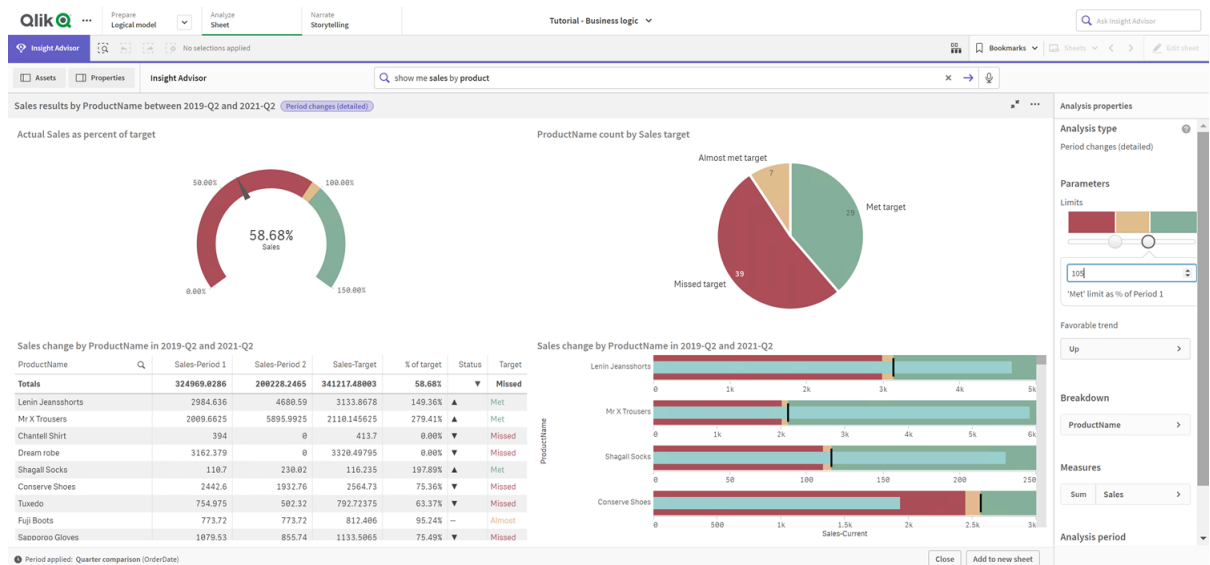 Qlik
Prepare
Logical model
Analyze
Sheet
Narrate
Storytelling
Tutorial - Business logic
Ask Insight Advisor
Insight Advisor
No selections applied
Bookmarks
Sheets
Edit sheet
Assets
Properties
Insight Advisor
show me sales by product
Sales results by ProductName between 2019-Q2 and 2021-Q2 Period changes (detailed)
Analysis properties
Actual Sales as percent of target
50.00%
100.00%
58.68%
Sales
0.00%
150.00%
ProductName count by Sales target
Almost met target
7
29
Met target
39
Missed target
Analysis type
Period changes (detailed)
Parameters
Limits
105
'Met' limit as % of Period 1
Favorable trend
Up
Breakdown
ProductName
Measures
Sum Sales
Analysis period
Sales change by ProductName in 2019-Q2 and 2021-Q2
ProductName Sales-Period 1 Sales-Period 2 Sales-Target % of target Status Target
Totals 324969.0286 200228.2465 341217.48003 58.68% ▼ Missed
Lenin Jeansshorts 2984.636 4680.59 3133.8678 149.36% ▲ Met
Mr X Trousers 2009.6625 5895.9925 2110.145625 279.41% ▲ Met
Chantell Shirt 394 0 413.7 0.00% ▼ Missed
Dream robe 3162.379 0 3320.49795 0.00% ▼ Missed
Shagall Socks 110.7 230.02 116.235 197.89% ▲ Met
Conserve Shoes 2442.6 1932.76 2564.73 75.36% ▼ Missed
Tuxedo 754.975 502.32 792.72375 63.37% ▼ Missed
Fuji Boots 773.72 773.72 812.406 95.24% -- Almost
Sapporoo Gloves 1079.53 855.74 1133.5065 75.49% ▼ Missed
Sales change by ProductName in 2019-Q2 and 2021-Q2
ProductName
Lenin Jeansshorts
0 1k 2k 3k 4k 5k
Mr X Trousers
0 1k 2k 3k 4k 5k 6k
Shagall Socks
0 50 100 150 200 250
Conserve Shoes
0 500 1k 1.5k 2k 2.5k 3k
Sales-Current
Period applied: Quarter comparison (OrderDate)
Close
Add to new sheet